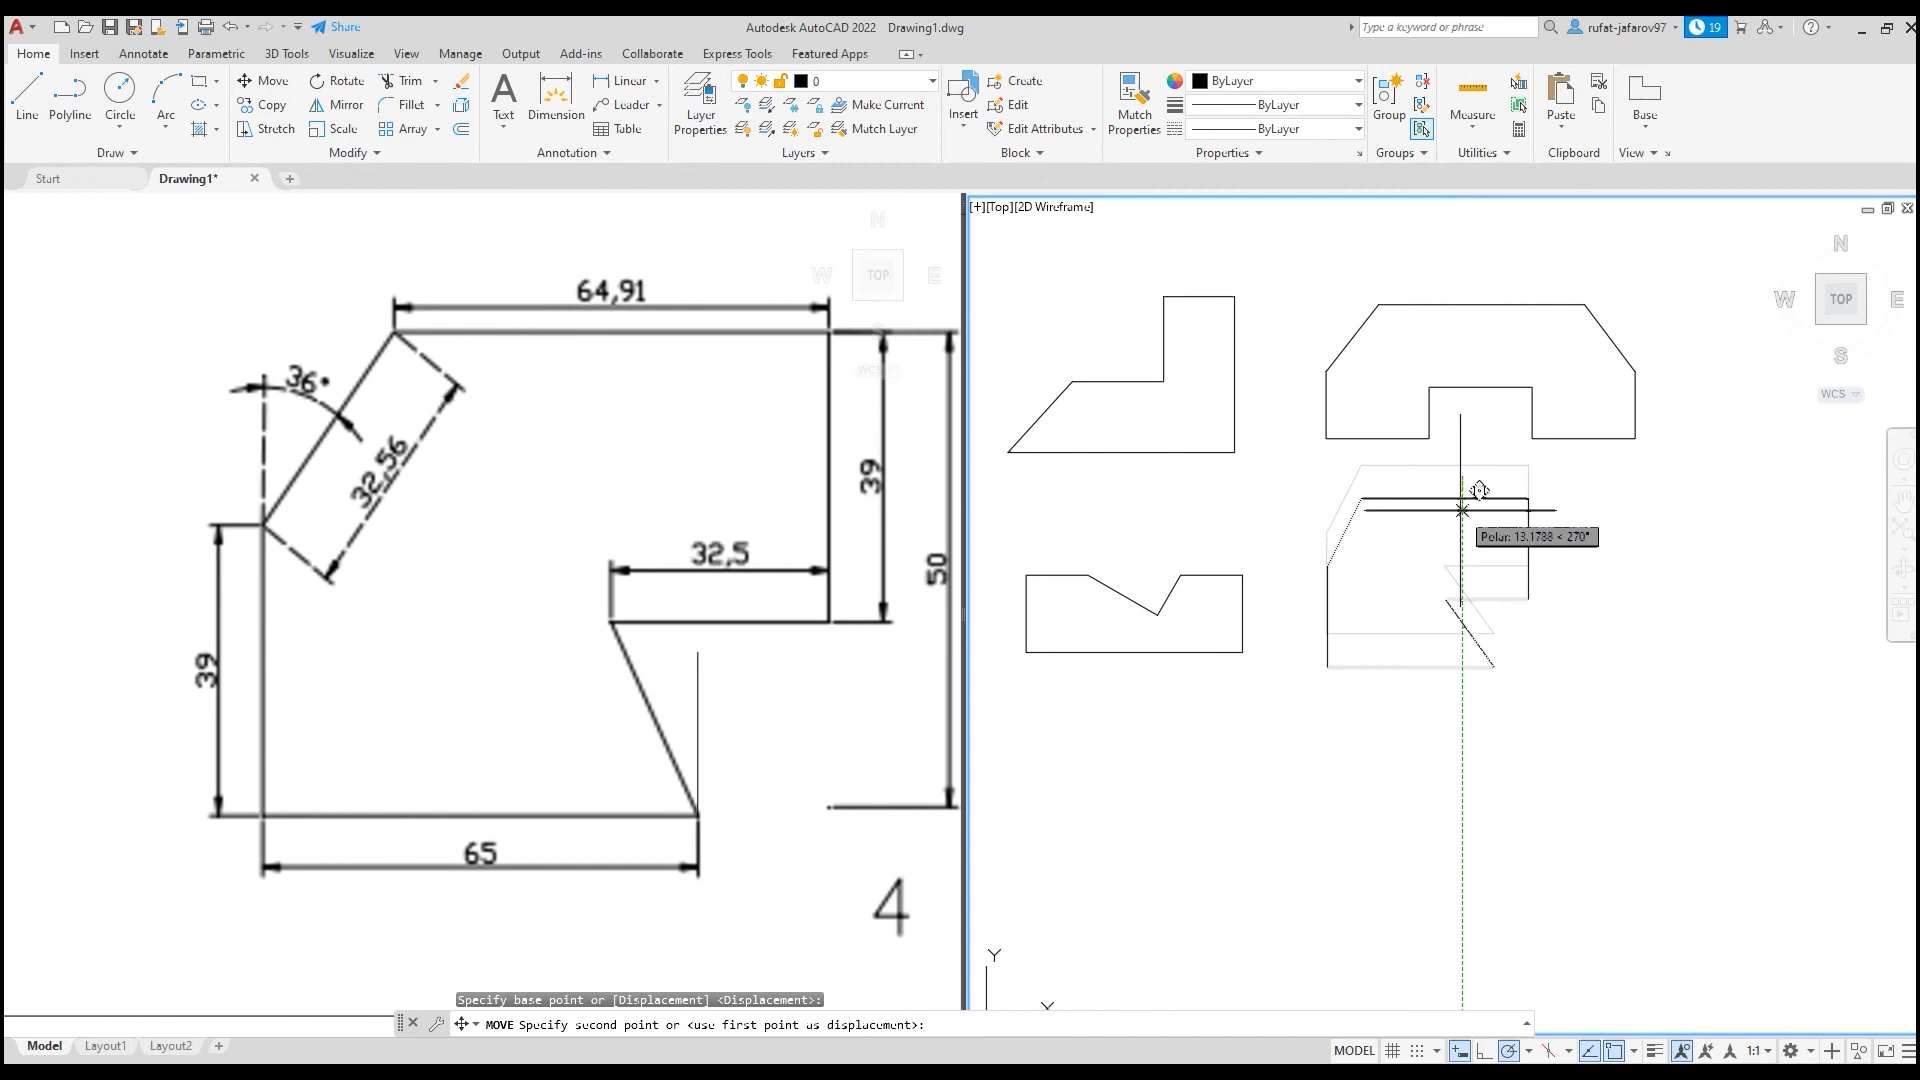 Share
Autodesk AutoCAD 2022 Drawing1.dwg
Type a keyword or phrase
rufat-jafarov97
19
Home Insert Annotate Parametric 3D Tools Visualize View Manage Output Add-ins Collaborate Express Tools Featured Apps
Line Polyline Circle Arc
Move Rotate Trim
Copy Mirror Fillet
Stretch Scale Array
Text Dimension
Linear
Leader
Table
Layer Properties
0
Make Current
Match Layer
Insert
Create
Edit
Edit Attributes
Match Properties
ByLayer
ByLayer
ByLayer
Group
Measure
Paste
Base
Draw Modify Annotation Layers Block Properties Groups Utilities Clipboard View
Start Drawing1*
[+][Top][2D Wireframe]
N
W TOP E
S
WCS
N
W TOP E
S
WCS
64,91
36°
32,56
39
50
32,5
39
65
4
Polar: 13.1788 < 270°
Y
X
Specify base point or [Displacement] <Displacement>:
MOVE Specify second point or <use first point as displacement>:
Model Layout1 Layout2
MODEL
1:1